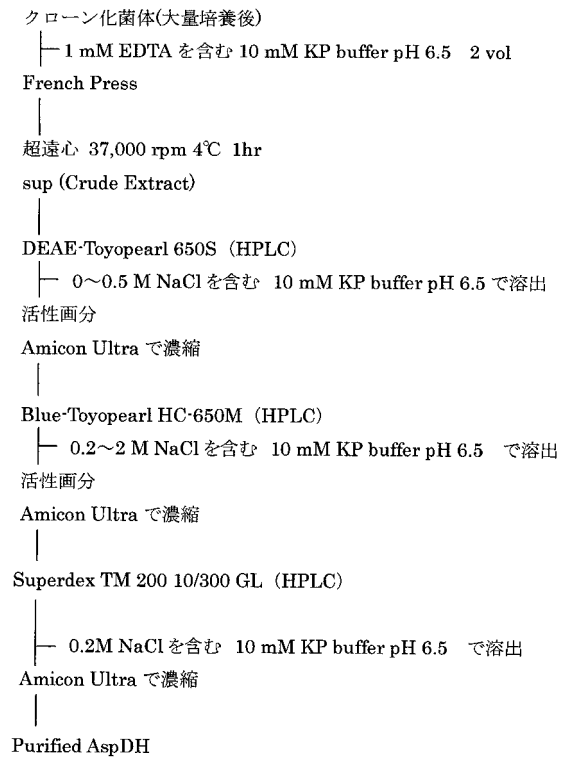 クローン化菌体(大量培養後)
1 mM EDTA を含む 10 mM KP buffer pH 6.5 2 vol
French Press
超遠心 37,000 rpm 4℃ 1hr
sup (Crude Extract)
DEAE-Toyopearl 650S（HPLC）
0～0.5 M NaCl を含む 10 mM KP buffer pH 6.5 で溶出
活性画分
Amicon Ultra で濃縮
Blue-Toyopearl HC-650M（HPLC）
0.2～2 M NaCl を含む 10 mM KP buffer pH 6.5 で溶出
活性画分
Amicon Ultra で濃縮
Superdex TM 200 10/300 GL（HPLC）
0.2M NaCl を含む 10 mM KP buffer pH 6.5 で溶出
Amicon Ultra で濃縮
Purified AspDH